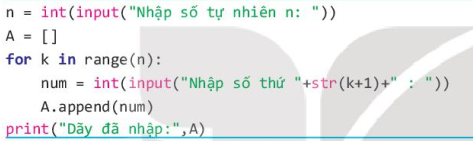 n = int(input("Nhập số tự nhiên n: "))
A = []
for k in range(n):
    num = int(input("Nhập số thứ "+str(k+1)+" : "))
    A.append(num)
print("Dãy đã nhập:",A)